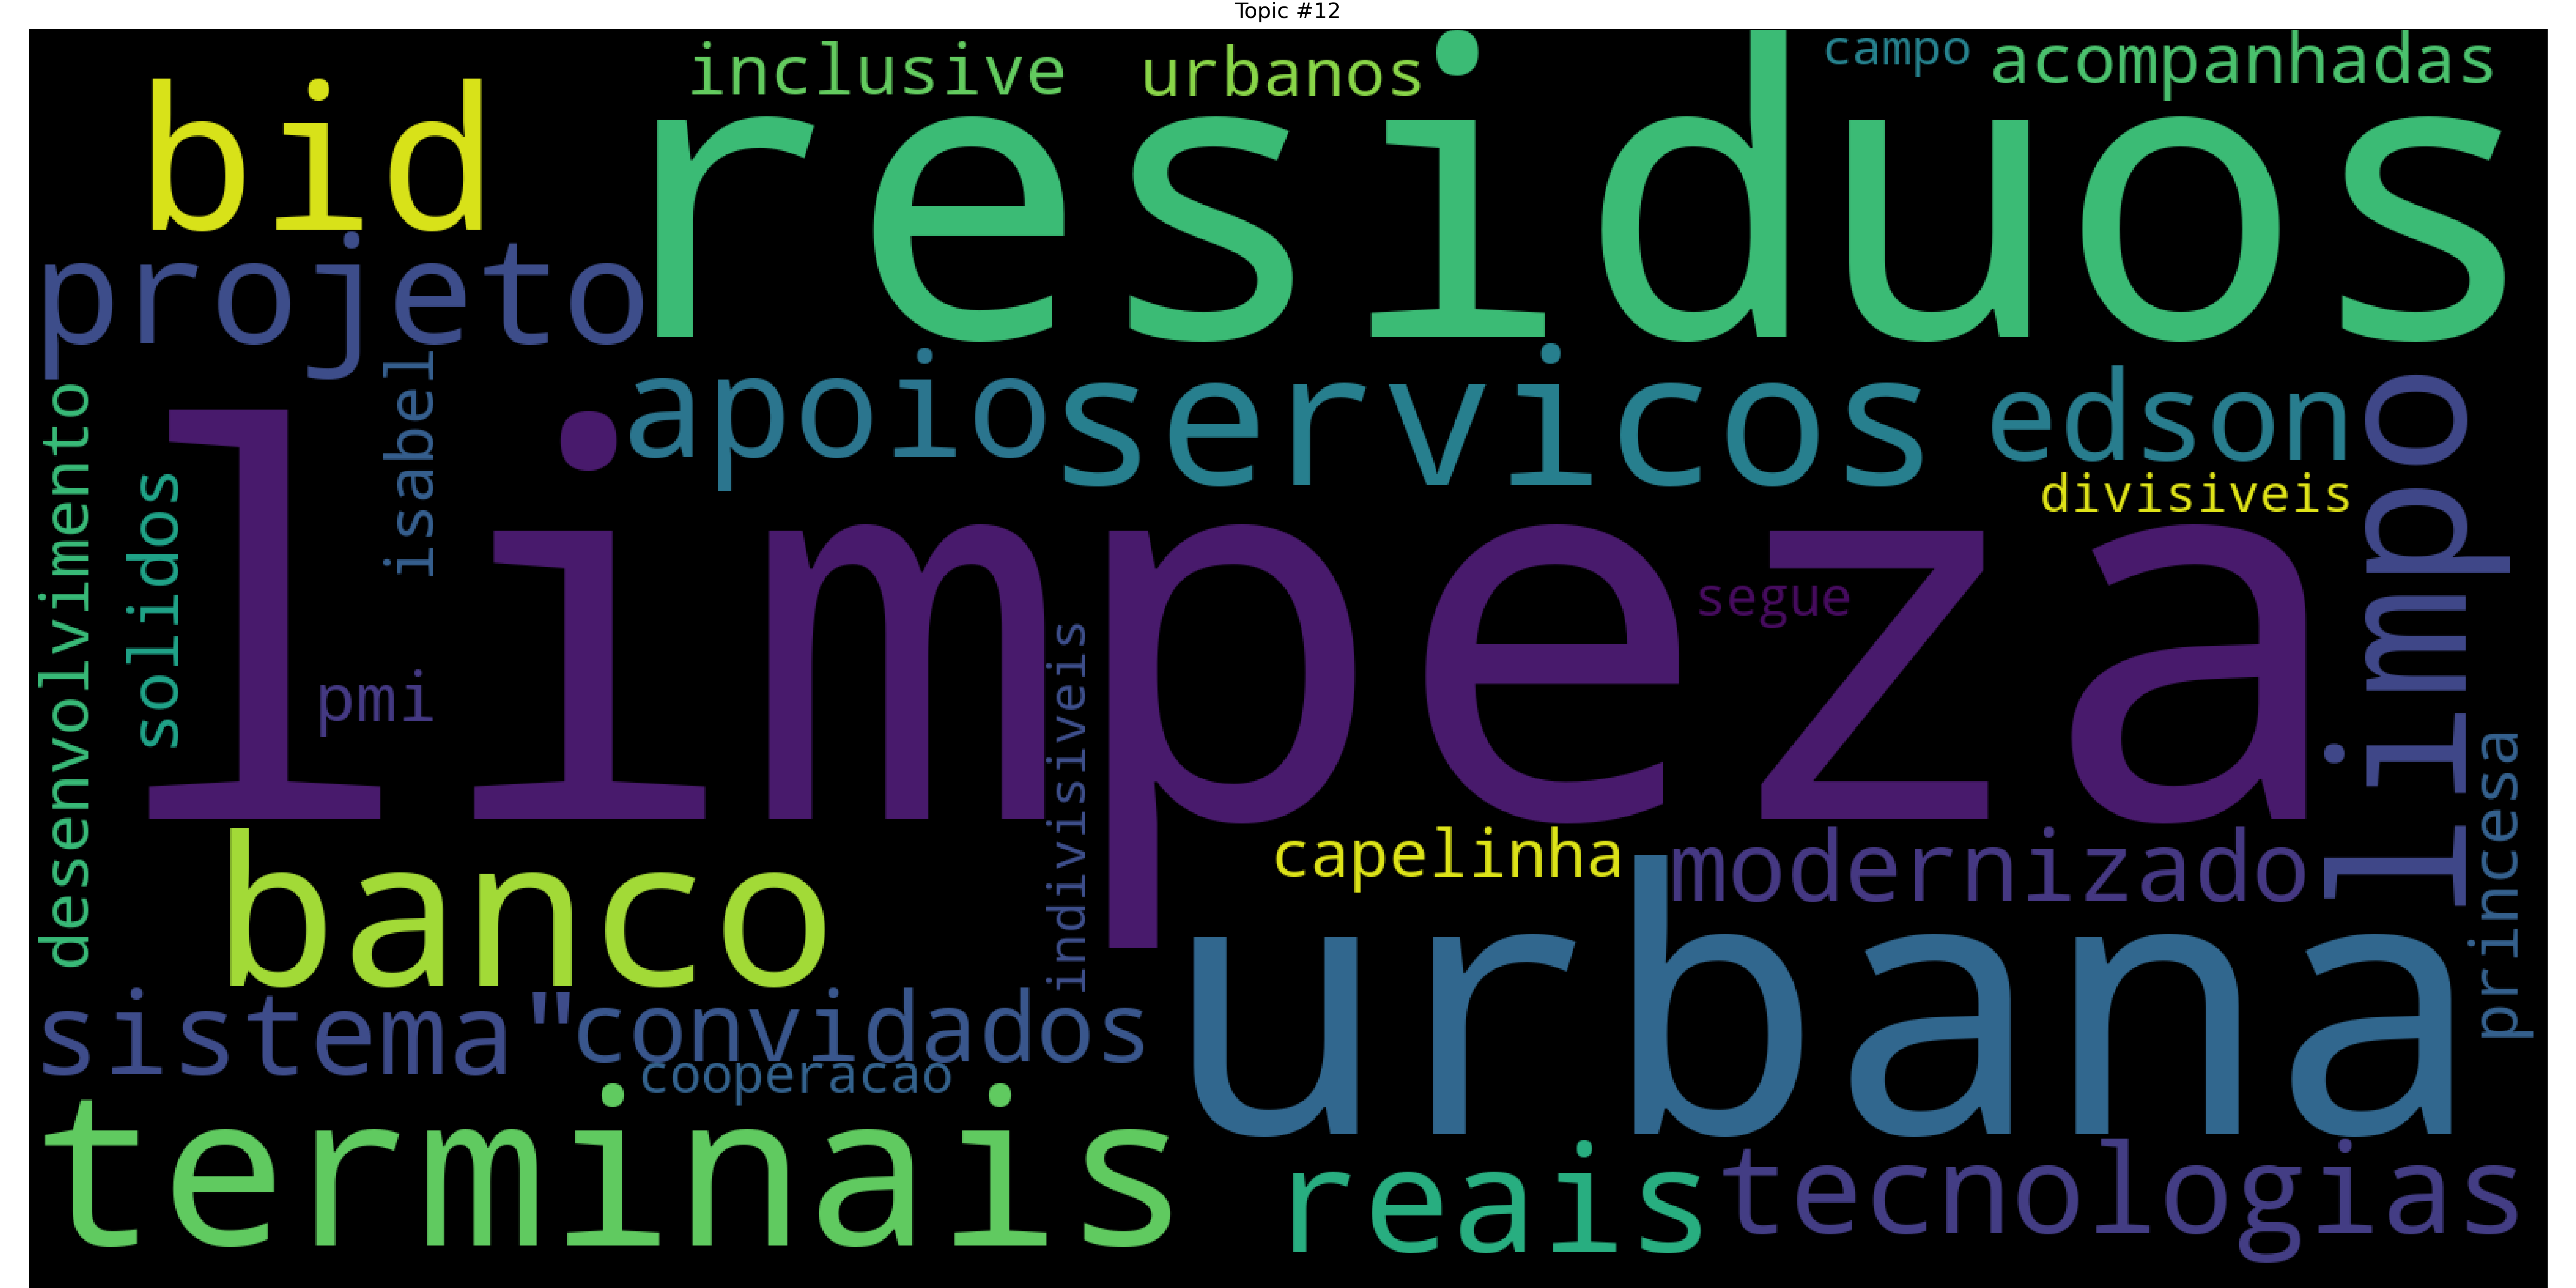 Topic #12
inclusive
urbanos
campo
acompanhadas
bid
residuos
projeto
apoio
servicos
edson
isabel
divisiveis
limpo
desenvolvimento
solidos
limpeza
segue
pmi
indivisiveis
princesa
banco
capelinha
modernizado
urbana
sistema"
convidados
cooperacao
terminais
reais
tecnologias